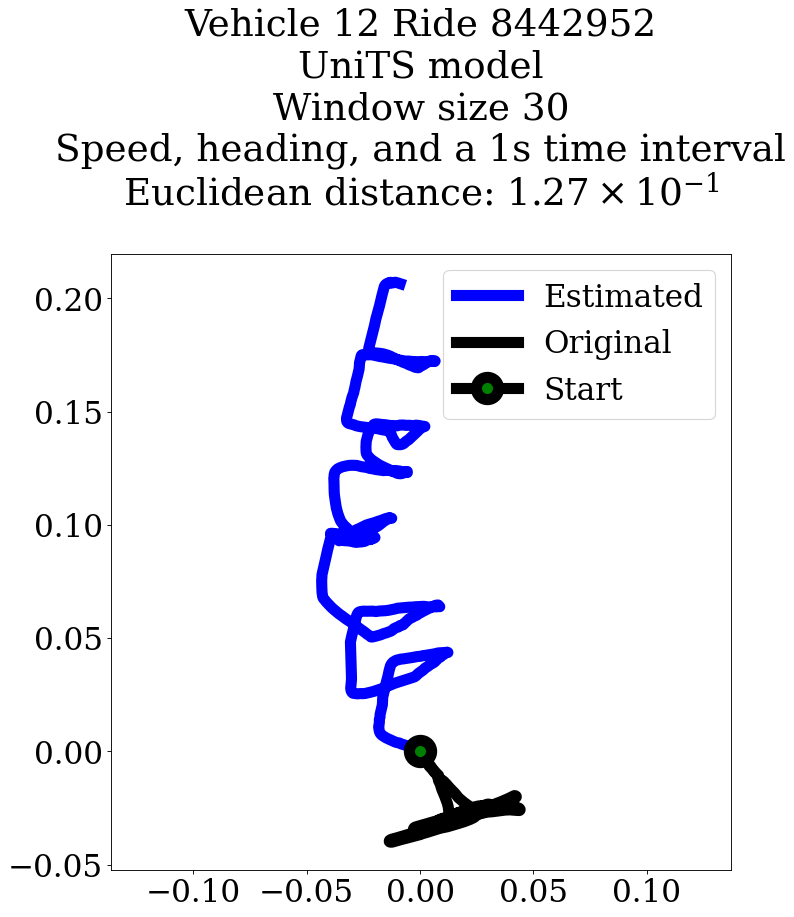 Vehicle 12 Ride 8442952
UniTS model
Window size 30
Speed, heading, and a 1s time interval
Euclidean distance: 1.27 × 10⁻¹
Estimated
Original
Start
0.20
0.15
0.10
0.05
0.00
−0.05
−0.10 −0.05 0.00 0.05 0.10